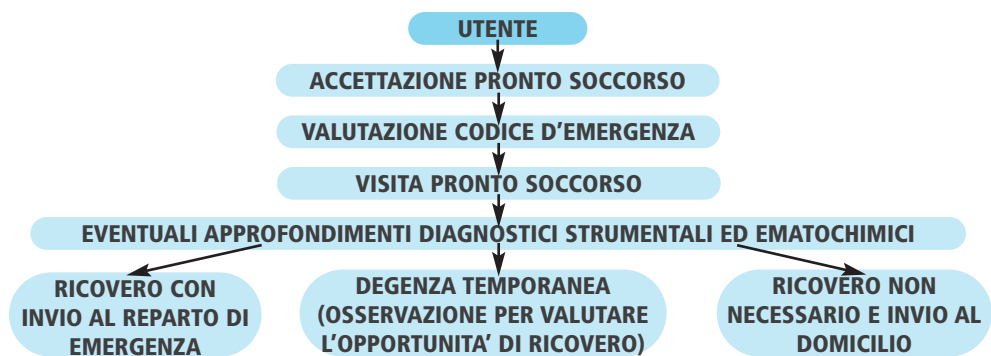 UTENTE
ACCETTAZIONE PRONTO SOCCORSO
VALUTAZIONE CODICE D'EMERGENZA
VISITA PRONTO SOCCORSO
EVENTUALI APPROFONDIMENTI DIAGNOSTICI STRUMENTALI ED EMATOCHIMICI
RICOVERO CON
INVIO AL REPARTO DI
EMERGENZA
DEGENZA TEMPORANEA
(OSSERVAZIONE PER VALUTARE
L'OPPORTUNITA' DI RICOVERO)
RICOVERO NON
NECESSARIO E INVIO AL
DOMICILIO